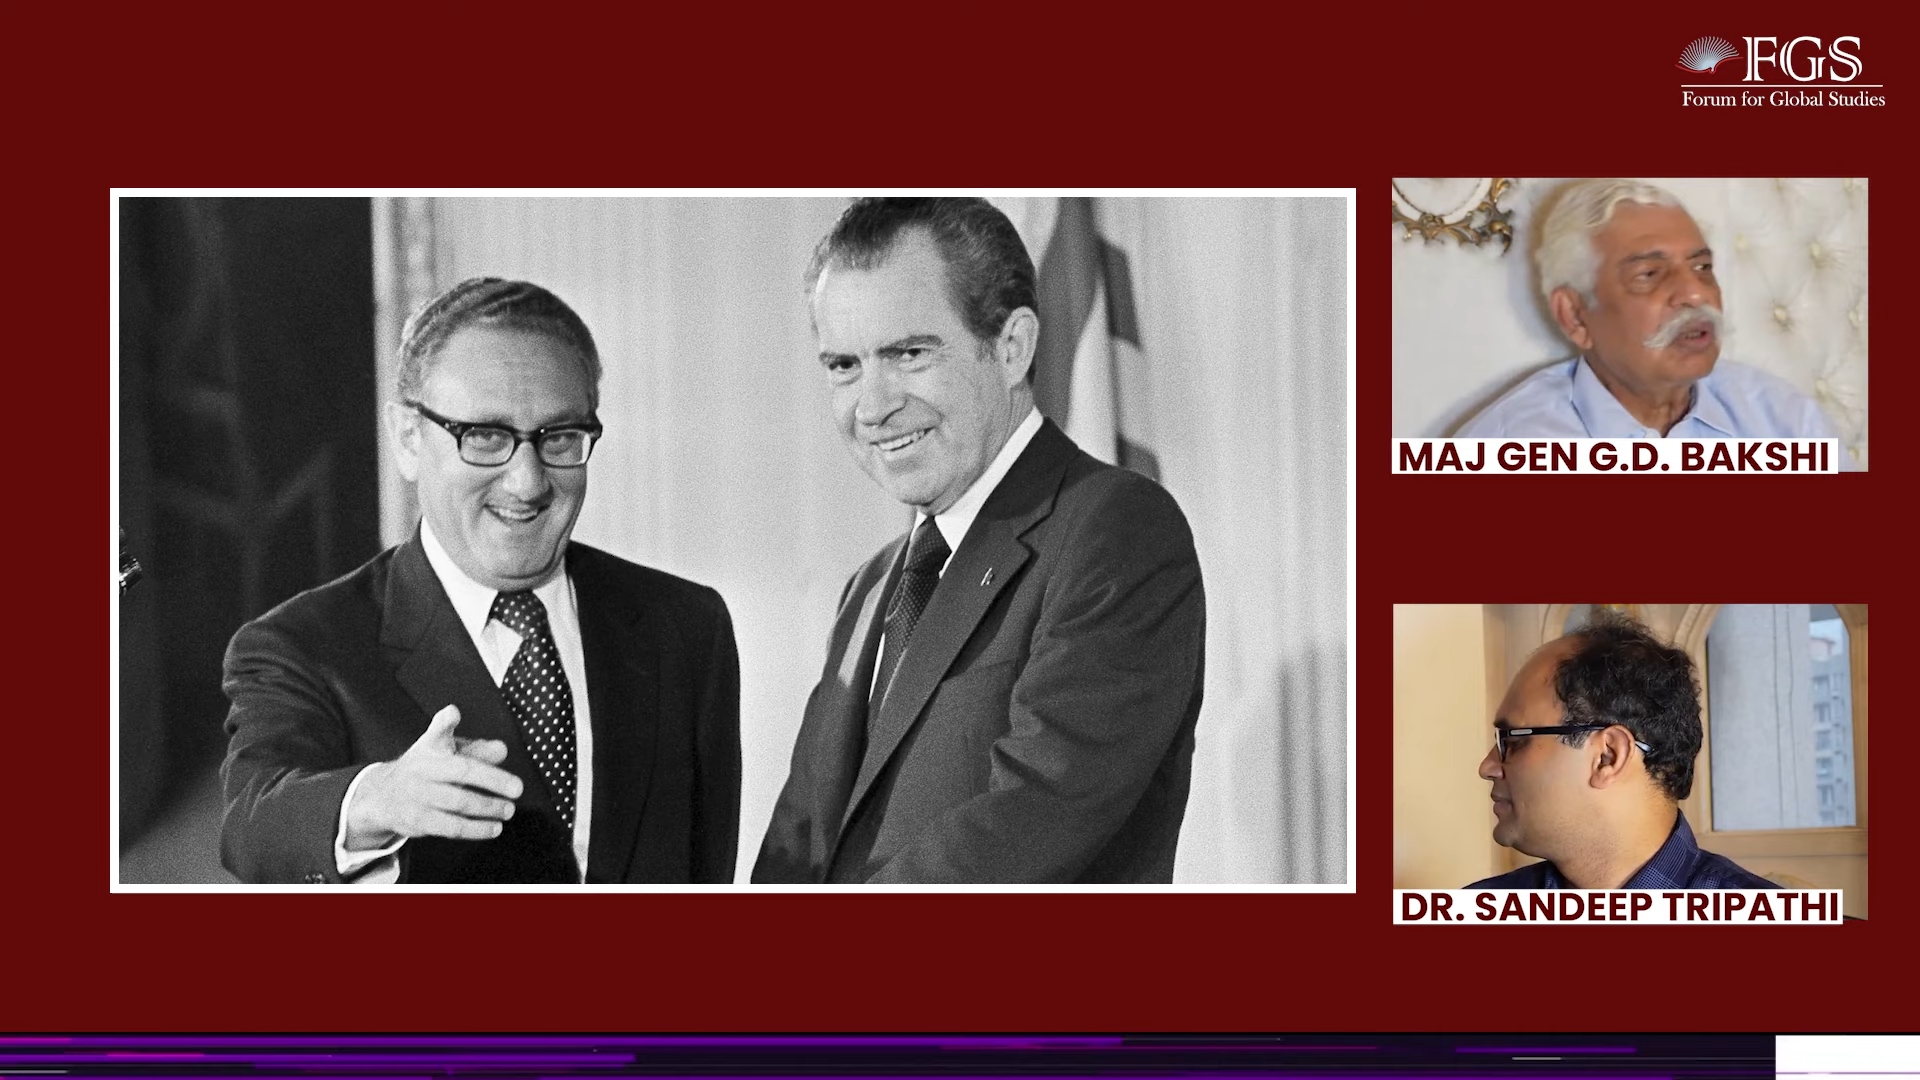 FGS
Forum for Global Studies
MAJ GEN G.D. BAKSHI
DR. SANDEEP TRIPATHI